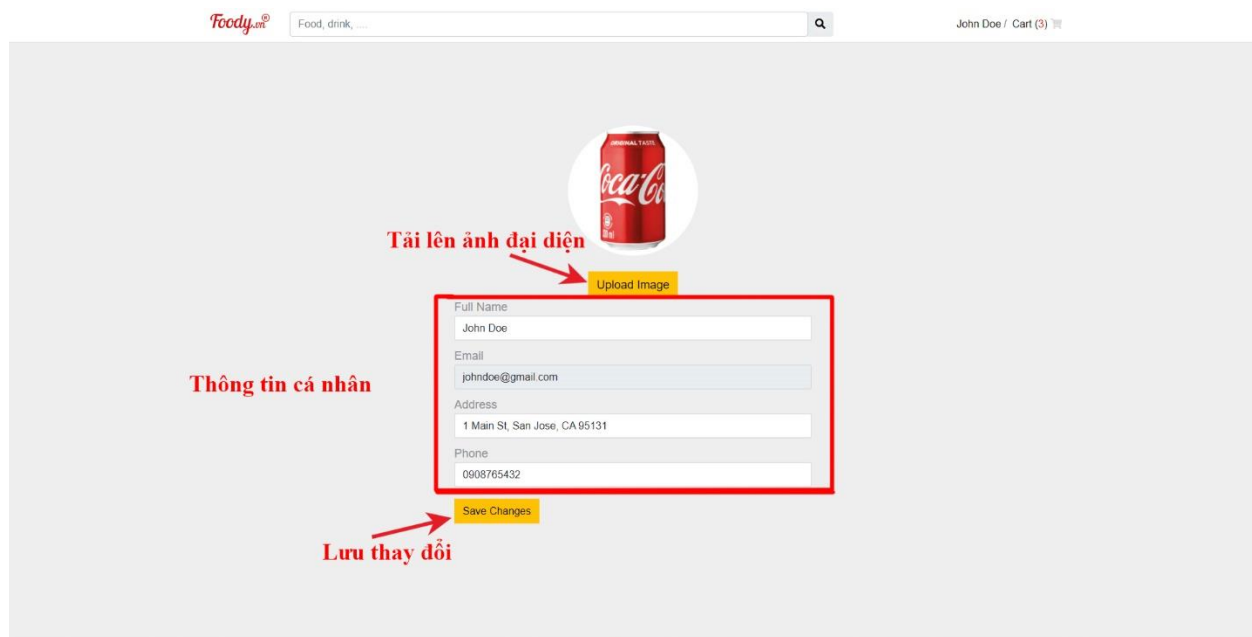 Foody.vn®
Food, drink, ....
John Doe / Cart (3)
ORIGINAL TASTE
Coca-Col
Tải lên ảnh đại diện
Upload Image
Full Name
John Doe
Email
johndoe@gmail.com
Thông tin cá nhân
Address
1 Main St, San Jose, CA 95131
Phone
0908765432
Save Changes
Lưu thay đổi